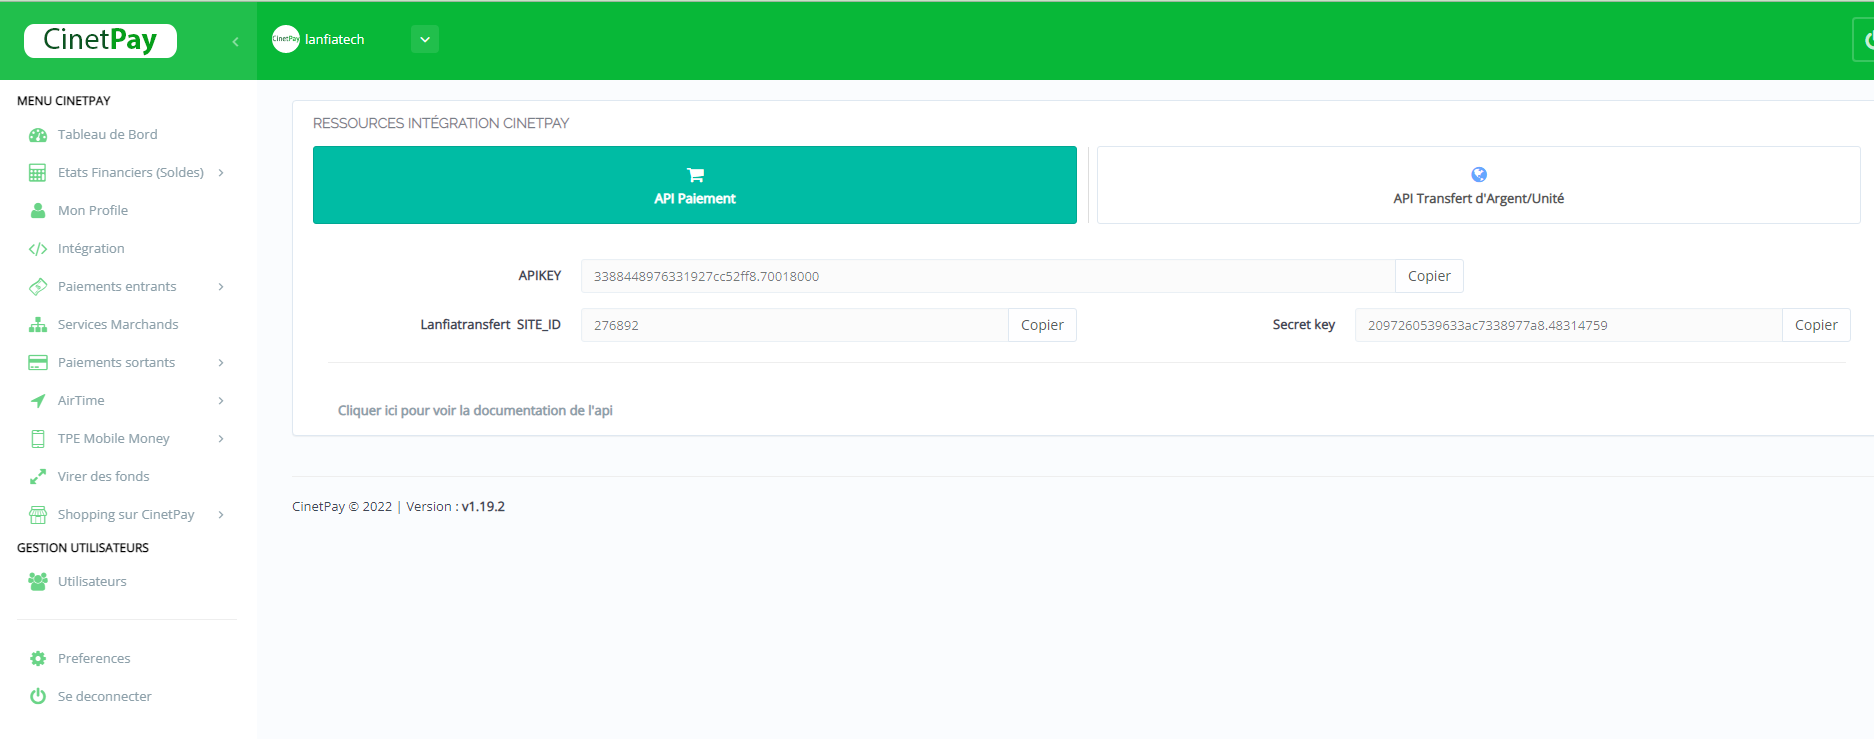 CinetPay
CinetPay lanfiatech
MENU CINETPAY
Tableau de Bord
Etats Financiers (Soldes)
Mon Profile
Intégration
Paiements entrants
Services Marchands
Paiements sortants
AirTime
TPE Mobile Money
Virer des fonds
Shopping sur CinetPay
GESTION UTILISATEURS
Utilisateurs
Preferences
Se deconnecter
RESSOURCES INTÉGRATION CINETPAY
API Paiement
API Transfert d'Argent/Unité
APIKEY 3388448976331927cc52ff8.70018000 Copier
Lanfiatransfert SITE_ID 276892 Copier Secret key 2097260539633ac7338977a8.48314759 Copier
Cliquer ici pour voir la documentation de l'api
CinetPay © 2022 | Version : v1.19.2